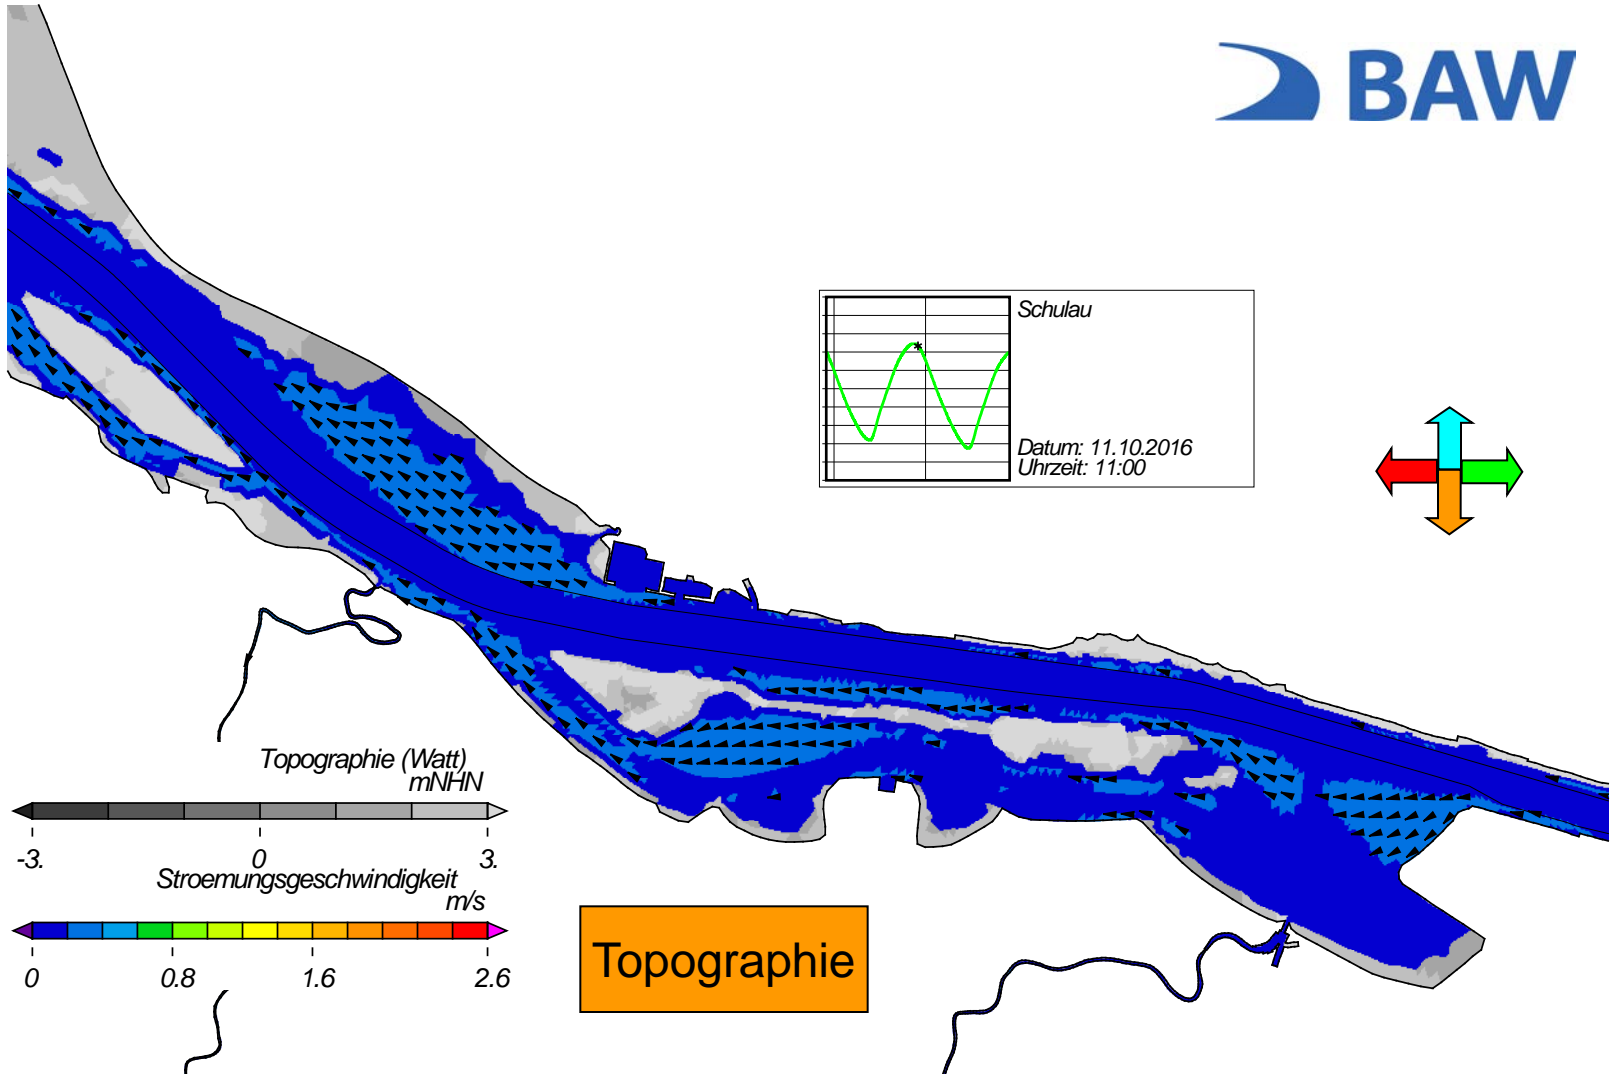 BAW
Schulau
Datum: 11.10.2016
Uhrzeit: 11:00
Topographie (Watt)
mNHN
-3. 0 3.
Stroemungsgeschwindigkeit
m/s
0 0.8 1.6 2.6
Topographie